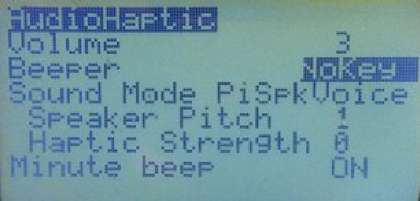 AudioHaptic
Volume 3
Beeper NoKey
Sound Mode PiSpkVoice
Speaker Pitch 1
Haptic Strength 0
Minute beep ON